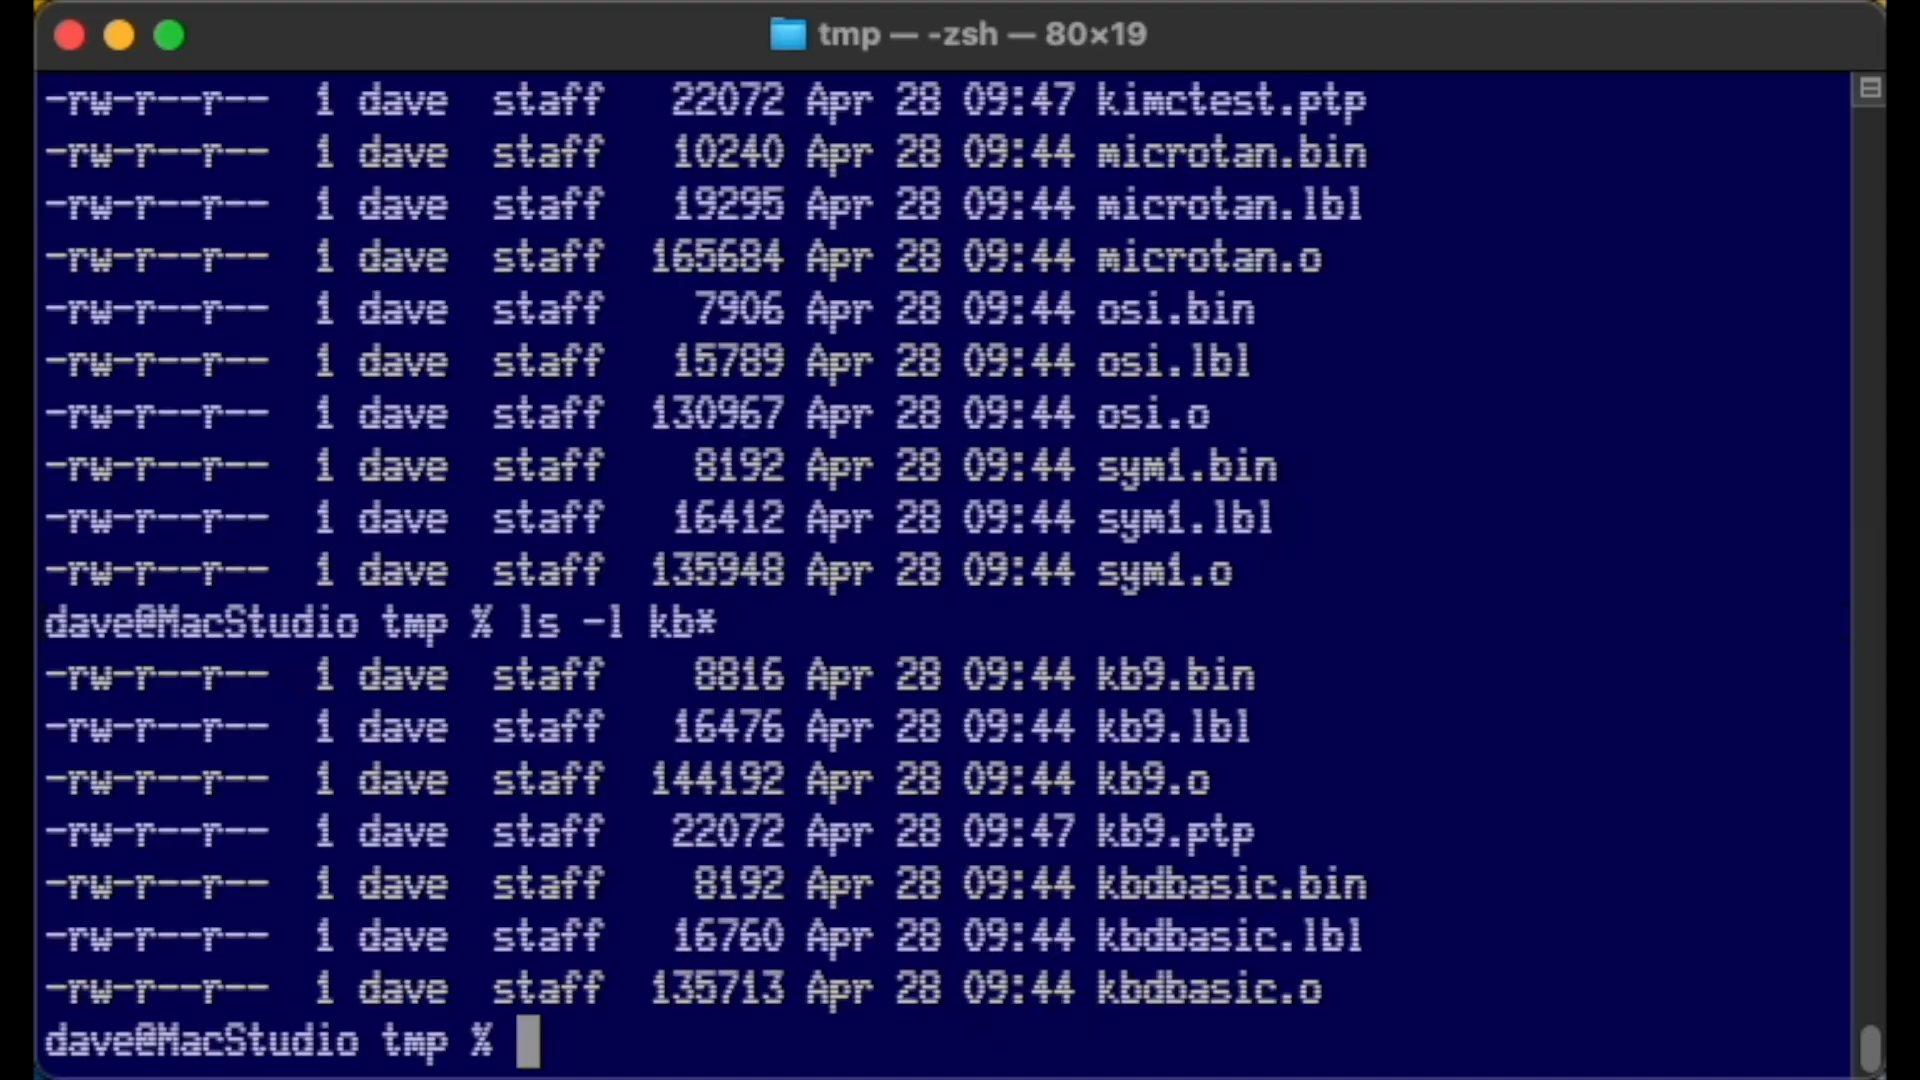 tmp — -zsh — 80×19
-rw-r--r--  1 dave  staff   22072 Apr 28 09:47 kimctest.ptp
-rw-r--r--  1 dave  staff   10240 Apr 28 09:44 microtan.bin
-rw-r--r--  1 dave  staff   19295 Apr 28 09:44 microtan.lbl
-rw-r--r--  1 dave  staff  165684 Apr 28 09:44 microtan.o
-rw-r--r--  1 dave  staff    7906 Apr 28 09:44 osi.bin
-rw-r--r--  1 dave  staff   15789 Apr 28 09:44 osi.lbl
-rw-r--r--  1 dave  staff  130967 Apr 28 09:44 osi.o
-rw-r--r--  1 dave  staff    8192 Apr 28 09:44 sym1.bin
-rw-r--r--  1 dave  staff   16412 Apr 28 09:44 sym1.lbl
-rw-r--r--  1 dave  staff  135948 Apr 28 09:44 sym1.o
dave@MacStudio tmp % ls -l kb*
-rw-r--r--  1 dave  staff    8816 Apr 28 09:44 kb9.bin
-rw-r--r--  1 dave  staff   16476 Apr 28 09:44 kb9.lbl
-rw-r--r--  1 dave  staff  144192 Apr 28 09:44 kb9.o
-rw-r--r--  1 dave  staff   22072 Apr 28 09:47 kb9.ptp
-rw-r--r--  1 dave  staff    8192 Apr 28 09:44 kbdbasic.bin
-rw-r--r--  1 dave  staff   16760 Apr 28 09:44 kbdbasic.lbl
-rw-r--r--  1 dave  staff  135713 Apr 28 09:44 kbdbasic.o
dave@MacStudio tmp %